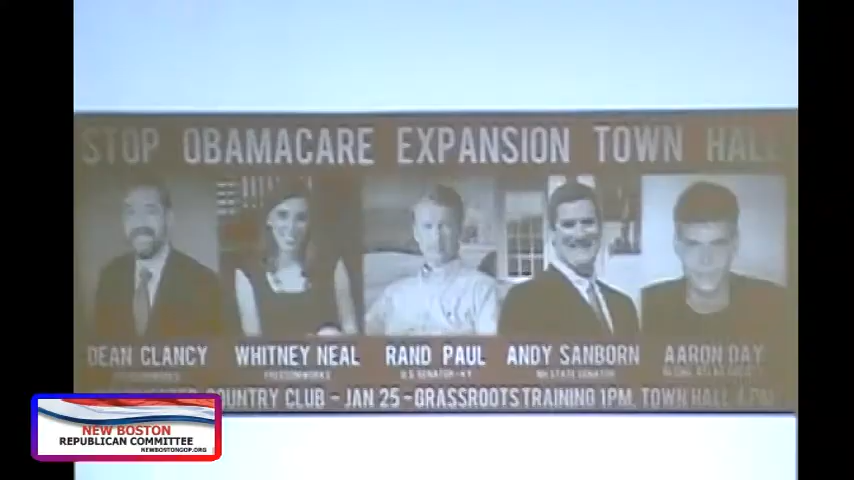 STOP OBAMACARE EXPANSION TOWN HALL
DEAN CLANCY
FREEDOMWORKS
WHITNEY NEAL
FREEDOMWORKS
RAND PAUL
U.S. SENATOR - KY
ANDY SANBORN
NH STATE SENATOR
AARON DAY
COUNTRY CLUB - JAN 25 - GRASSROOTS TRAINING 1PM, TOWN HALL
NEW BOSTON
REPUBLICAN COMMITTEE
NEWBOSTONGOP.ORG